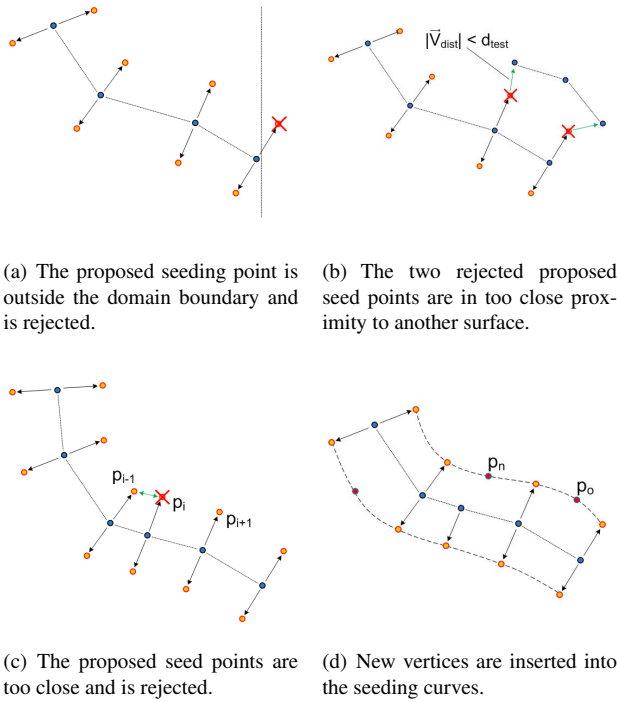 |V⃗dist| < dtest
(a) The proposed seeding point is
outside the domain boundary and
is rejected.
(b) The two rejected proposed
seed points are in too close prox-
imity to another surface.
pi-1
pi
pi+1
pn
po
(c) The proposed seed points are
too close and is rejected.
(d) New vertices are inserted into
the seeding curves.